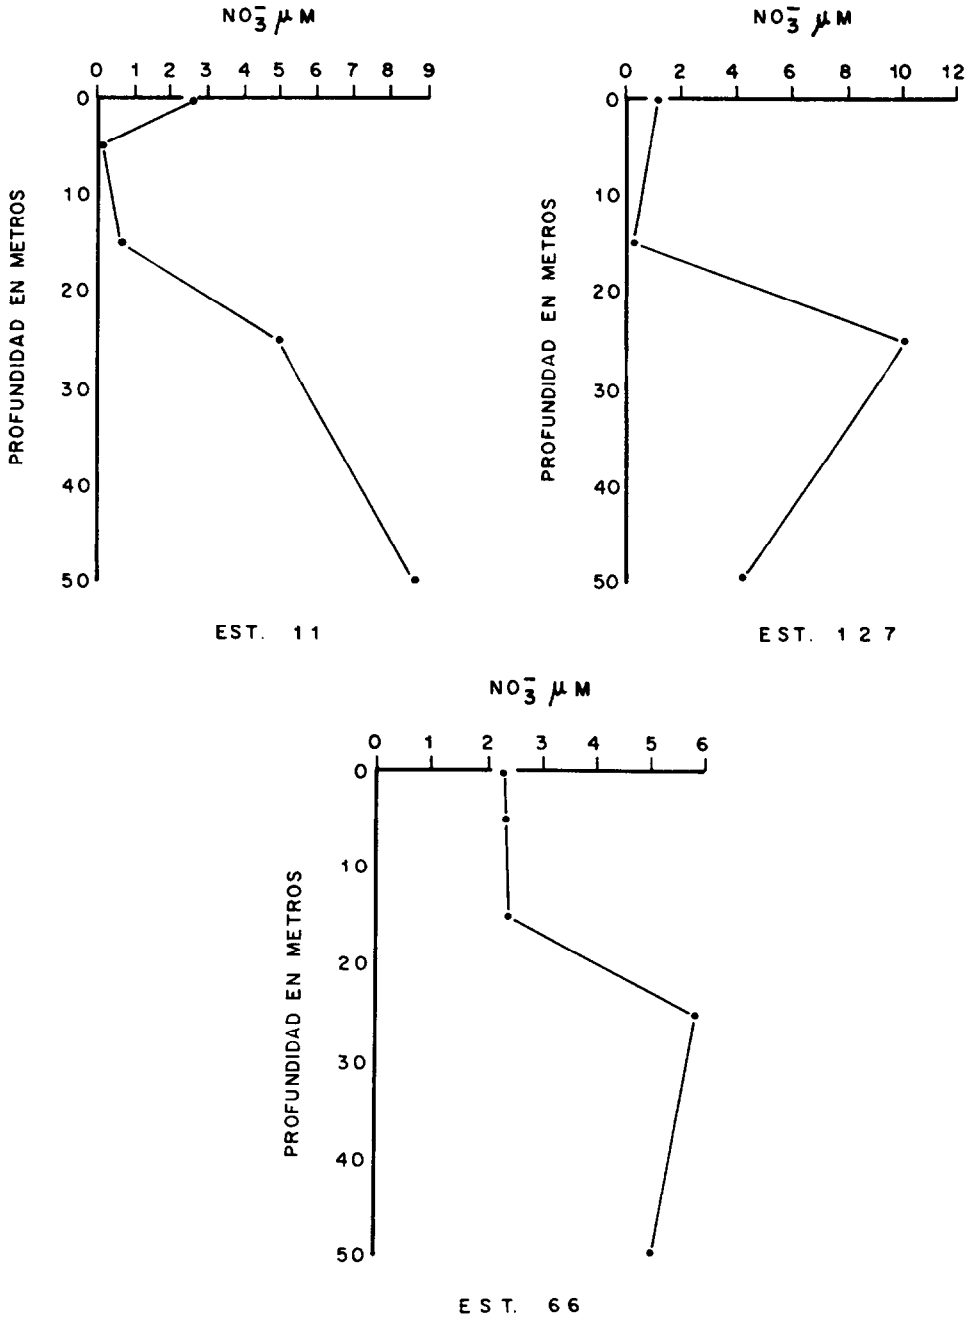 NO₃⁻ μM
0 1 2 3 4 5 6 7 8 9
0
10
20
30
40
50
PROFUNDIDAD EN METROS
EST. 11
NO₃⁻ μM
0 2 4 6 8 10 12
0
10
20
30
40
50
PROFUNDIDAD EN METROS
EST. 127
NO₃⁻ μM
0 1 2 3 4 5 6
0
10
20
30
40
50
PROFUNDIDAD EN METROS
EST. 66